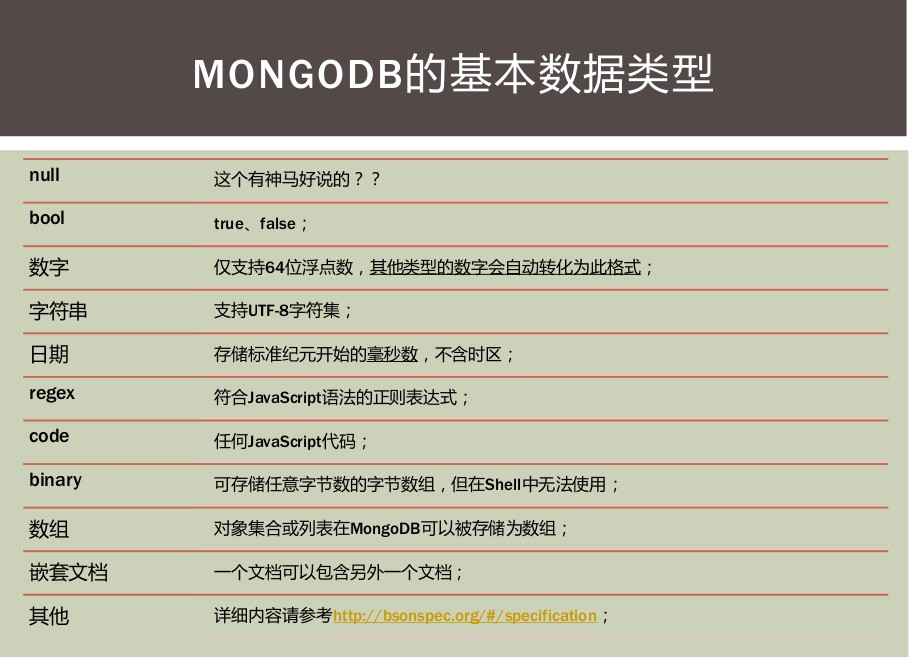 MONGODB的基本数据类型
null 这个有神马好说的？？
bool true、false；
数字 仅支持64位浮点数，其他类型的数字会自动转化为此格式；
字符串 支持UTF-8字符集；
日期 存储标准纪元开始的毫秒数，不含时区；
regex 符合JavaScript语法的正则表达式；
code 任何JavaScript代码；
binary 可存储任意字节数的字节数组，但在Shell中无法使用；
数组 对象集合或列表在MongoDB可以被存储为数组；
嵌套文档 一个文档可以包含另外一个文档；
其他 详细内容请参考http://bsonspec.org/#/specification；